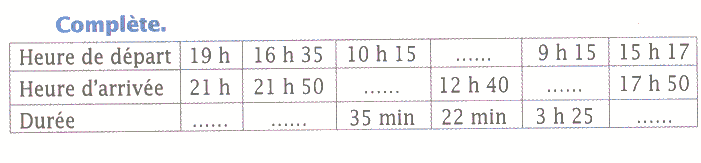 Complète.
Heure de départ 19 h 16 h 35 10 h 15 ...... 9 h 15 15 h 17
Heure d'arrivée 21 h 21 h 50 ...... 12 h 40 ...... 17 h 50
Durée ...... ...... 35 min 22 min 3 h 25 ......